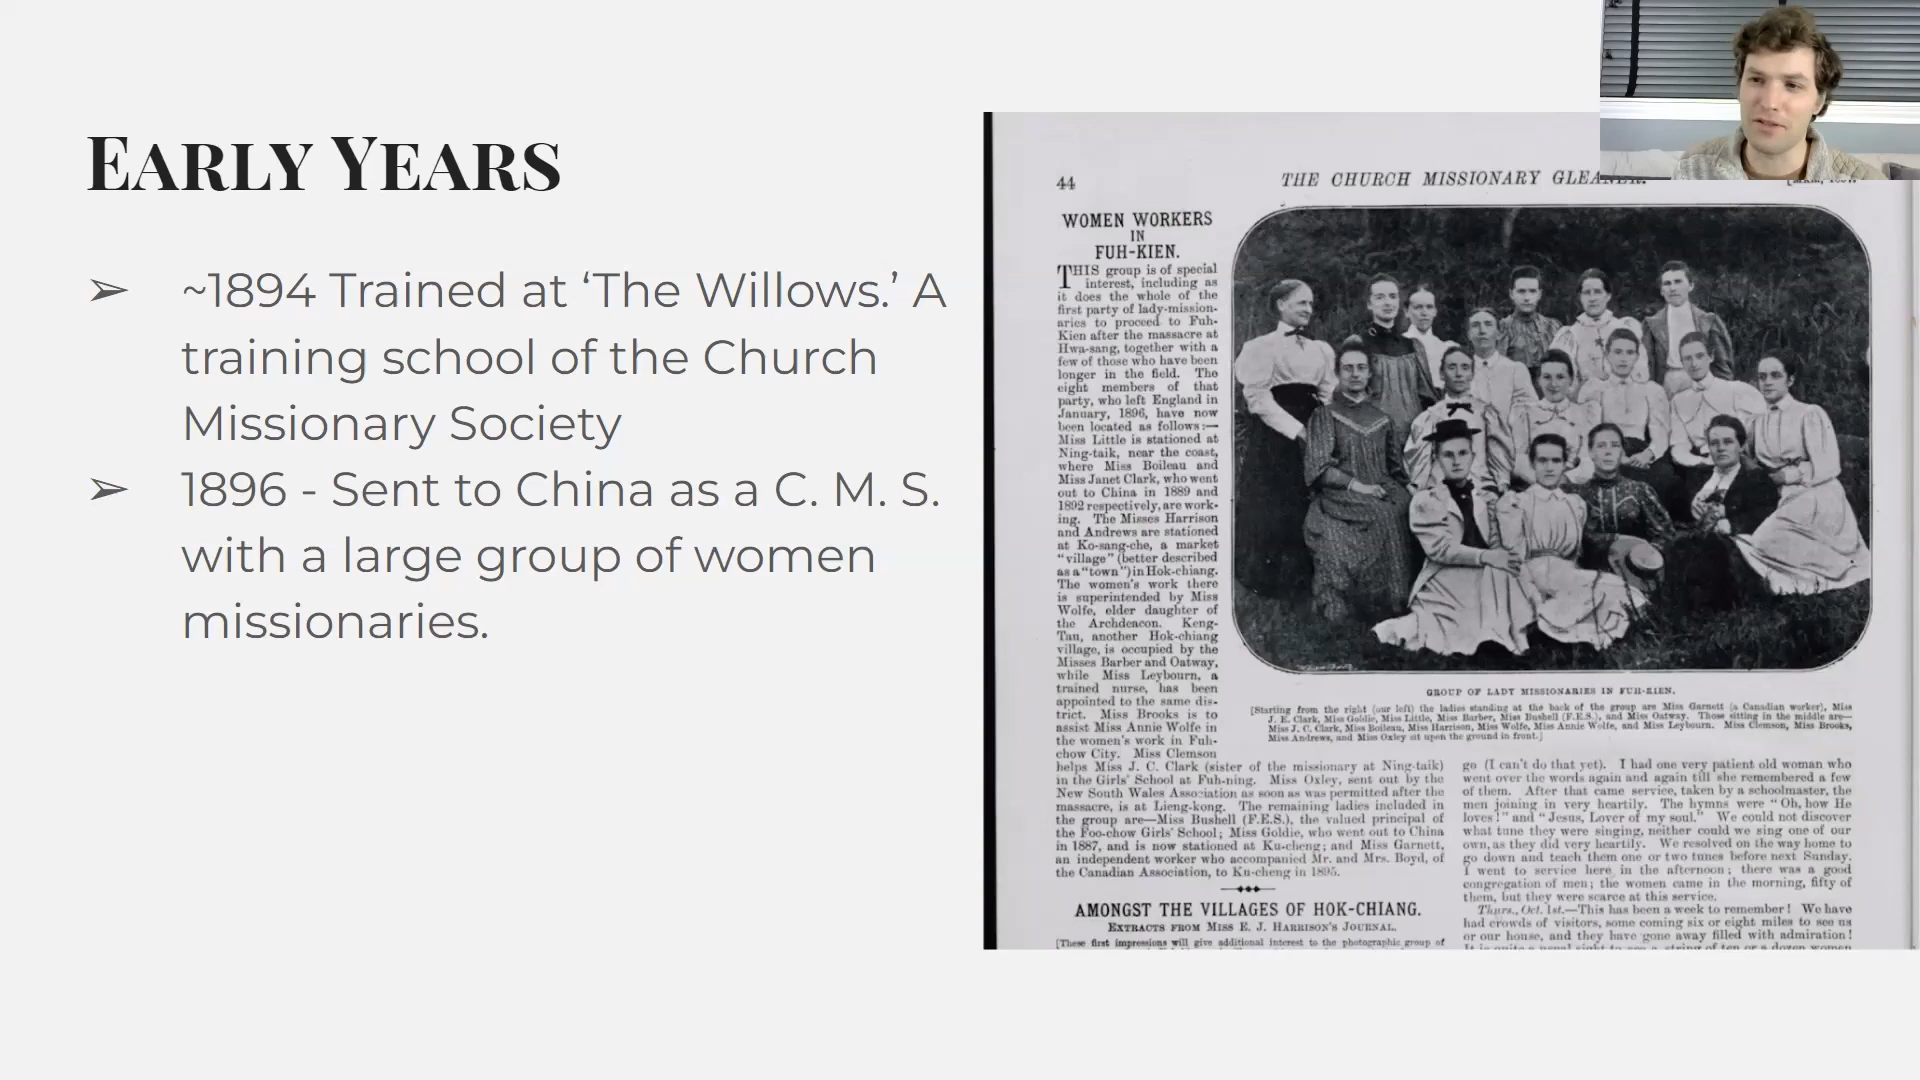 EARLY YEARS
➢ ~1894 Trained at ‘The Willows.’ A
training school of the Church
Missionary Society
➢ 1896 - Sent to China as a C. M. S.
with a large group of women
missionaries.
44
THE CHURCH MISSIONARY GLEANER.
WOMEN WORKERS
IN
FUH-KIEN.
THIS group is of special
interest, including as
it does the whole of the
first party of lady-mission-
aries to proceed to Fuh-
Kien after the massacre at
Hwa-sang, together with a
few of those who have been
longer in the field. The
eight members of that
party, who left England in
January, 1896, have now
been located as follows:—
Miss Little is stationed at
Ning-taik, near the coast,
where Miss Boileau and
Miss Janet Clark, who went
out to China in 1889 and
1892 respectively, are work-
ing. The Misses Harrison
and Andrews are stationed
at Ko-sang-che, a market
“village” (better described
as a “town”) in Hok-chiang.
The women's work there
is superintended by Miss
Wolfe, elder daughter of
the Archdeacon. Keng-
Tau, another Hok-chiang
village, is occupied by the
Misses Barber and Oatway,
while Miss Leybourn, a
trained nurse, has been
appointed to the same dis-
trict. Miss Brooks is to
assist Miss Annie Wolfe in
the women's work in Fuh-
chow City. Miss Clemson
helps Miss J. C. Clark (sister of the missionary at Ning-taik)
in the Girls' School at Fuh-ning. Miss Oxley, sent out by the
New South Wales Association as soon as was permitted after the
massacre, is at Lieng-kong. The remaining ladies included in
the group are—Miss Bushell (F.E.S.), the valued principal of
the Foo-chow Girls' School; Miss Goldie, who went out to China
in 1887, and is now stationed at Ku-cheng; and Miss Garnett,
an independent worker who accompanied Mr. and Mrs. Boyd, of
the Canadian Association, to Ku-cheng in 1895.
GROUP OF LADY MISSIONARIES IN FUH-KIEN.
[Starting from the right (our left) the ladies standing at the back of the group are Miss Garnett (a Canadian worker), Miss
J. E. Clark, Miss Goldie, Miss Little, Miss Barber, Miss Bushell (F.E.S.), and Miss Oatway. Those sitting in the middle are—
Miss J. C. Clark, Miss Boileau, Miss Harrison, Miss Wolfe, Miss Annie Wolfe, and Miss Leybourn. Miss Clemson, Miss Brooks,
Miss Andrews, and Miss Oxley sit upon the ground in front.]
AMONGST THE VILLAGES OF HOK-CHIANG.
EXTRACTS FROM MISS E. J. HARRISON'S JOURNAL.
[These first impressions will give additional interest to the photographic group of
go (I can't do that yet). I had one very patient old woman who
went over the words again and again till she remembered a few
of them. After that came service, taken by a schoolmaster, the
men joining in very heartily. The hymns were “Oh, how He
loves!” and “Jesus, Lover of my soul.” We could not discover
what tune they were singing, neither could we sing one of our
own, as they did very heartily. We resolved on the way home to
go down and teach them one or two tunes before next Sunday.
I went to service here in the afternoon; there was a good
congregation of men; the women came in the morning, fifty of
them, but they were scarce at this service.
Thurs., Oct. 1st.—This has been a week to remember! We have
had crowds of visitors, some coming six or eight miles to see us
or our house, and they have gone away filled with admiration!